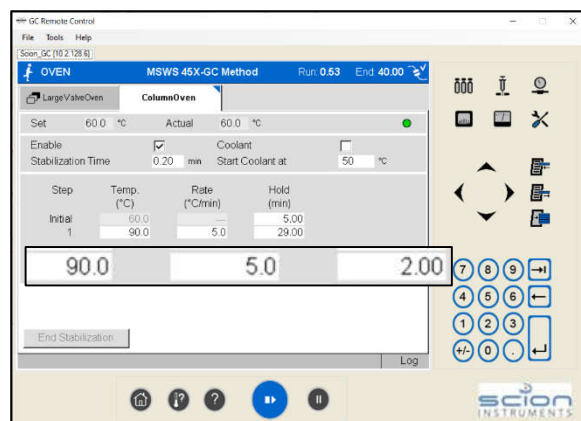 GC Remote Control
File Tools Help
Scion_GC (10.2.128.6)
OVEN MSWS 45X-GC Method Run: 0.53 End: 40.00
LargeValveOven ColumnOven
Set 60.0 °C Actual 60.0 °C
Enable Coolant
Stabilization Time 0.20 min Start Coolant at 50 °C
Step Temp. Rate Hold
(°C) (°C/min) (min)
Initial 60.0 — 5.00
1 90.0 5.0 29.00
90.0 5.0 2.00
End Stabilization
Log
7 8 9
4 5 6
1 2 3
+/- 0 .
scion
INSTRUMENTS